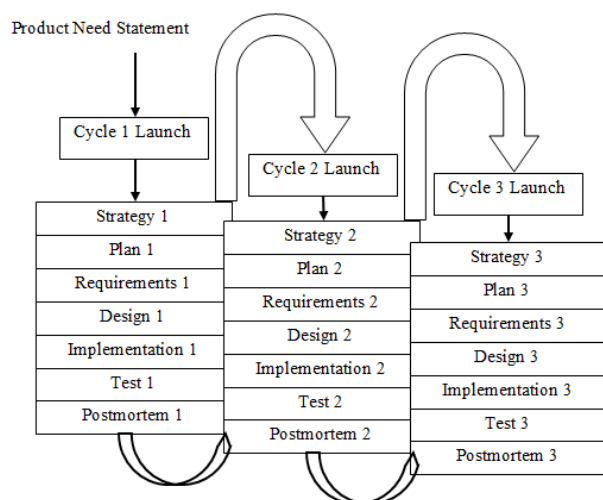 Product Need Statement
Cycle 1 Launch
Strategy 1
Plan 1
Requirements 1
Design 1
Implementation 1
Test 1
Postmortem 1
Cycle 2 Launch
Strategy 2
Plan 2
Requirements 2
Design 2
Implementation 2
Test 2
Postmortem 2
Cycle 3 Launch
Strategy 3
Plan 3
Requirements 3
Design 3
Implementation 3
Test 3
Postmortem 3